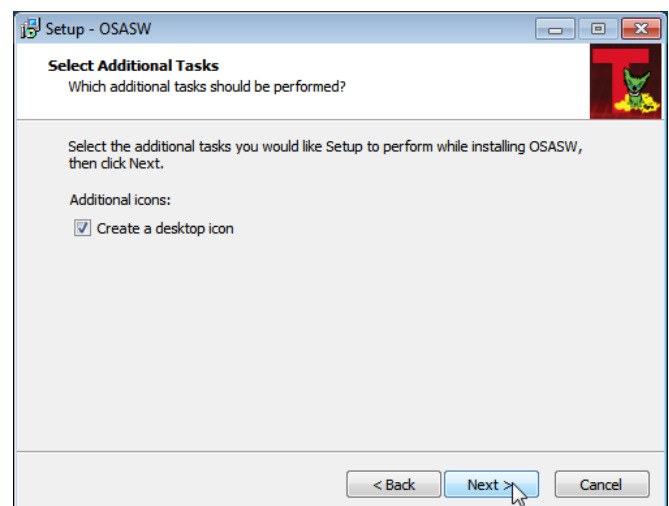 Setup - OSASW
Select Additional Tasks
Which additional tasks should be performed?
Select the additional tasks you would like Setup to perform while installing OSASW,
then click Next.
Additional icons:
Create a desktop icon
< Back
Next >
Cancel